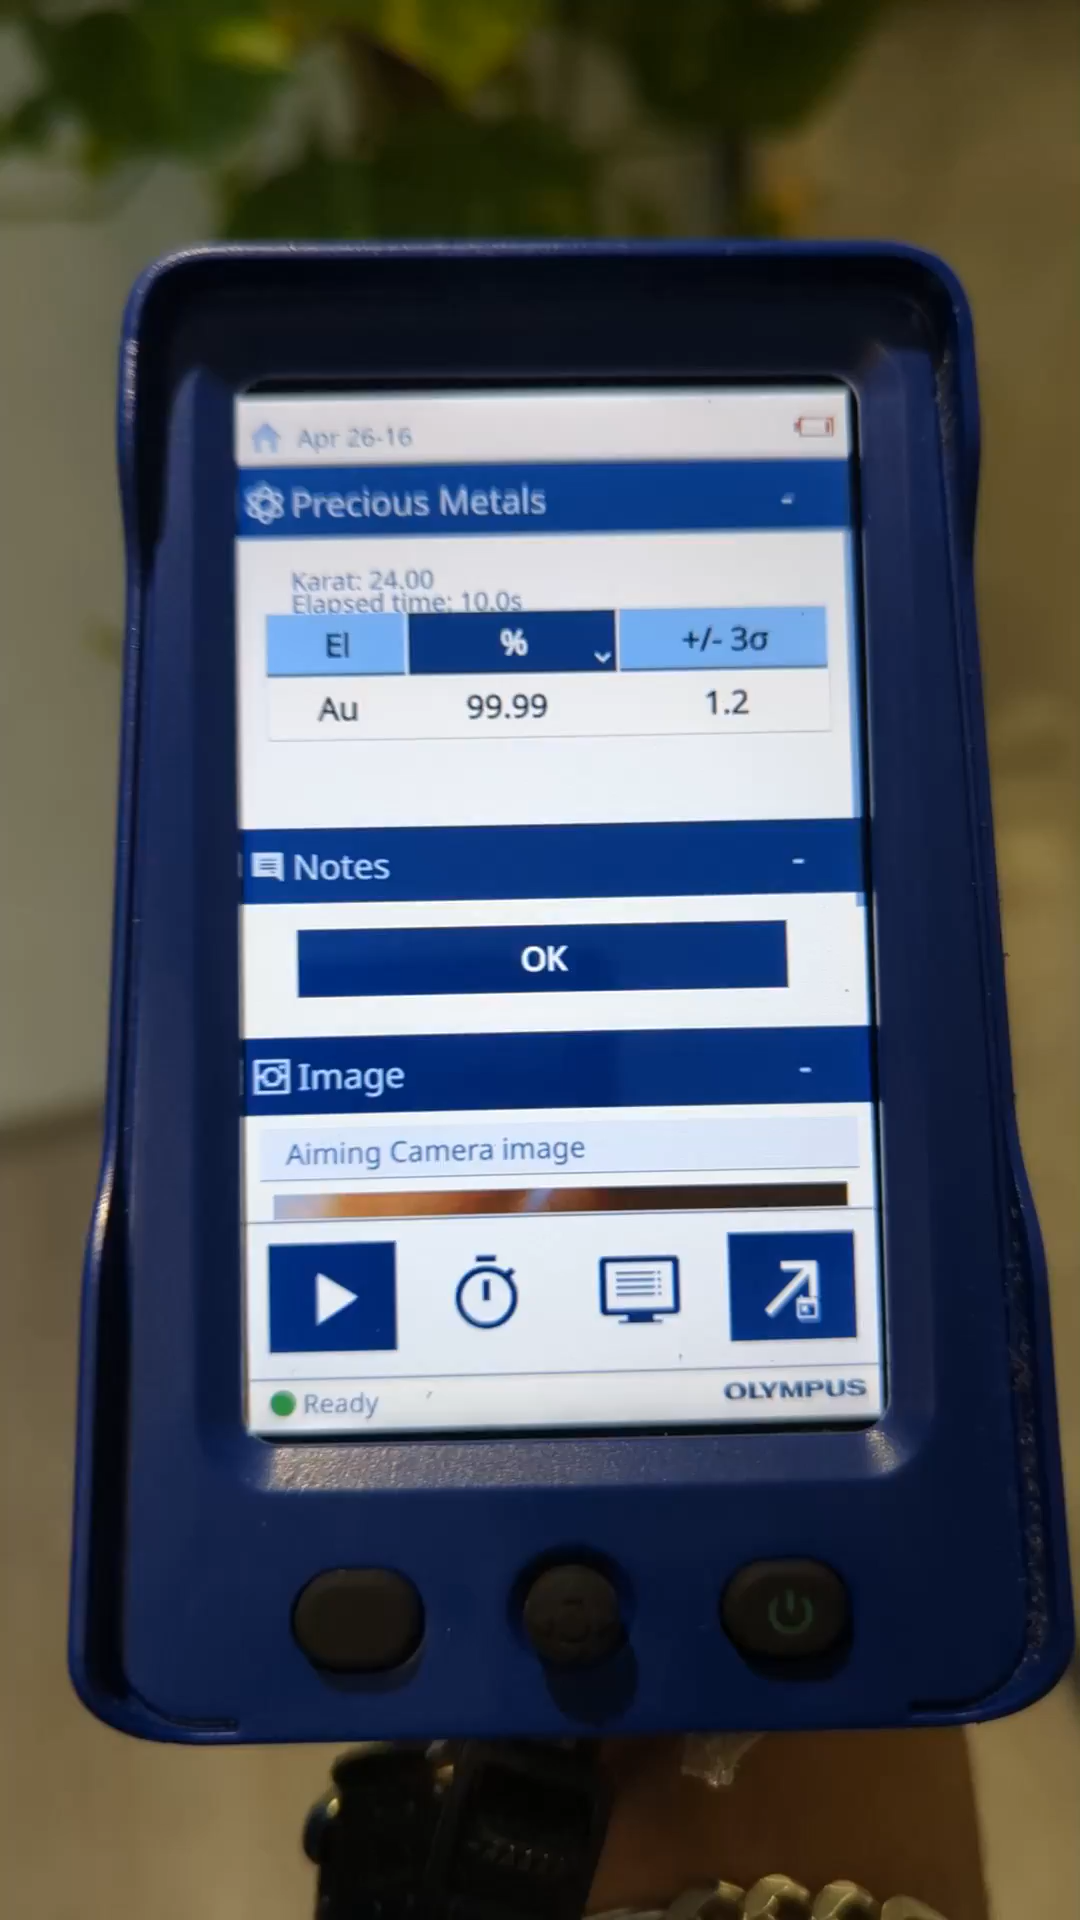 Apr 26-16
Precious Metals -
Karat: 24.00
Elapsed time: 10.0s
El % +/- 3σ
Au 99.99 1.2
Notes -
OK
Image -
Aiming Camera image
Ready
OLYMPUS